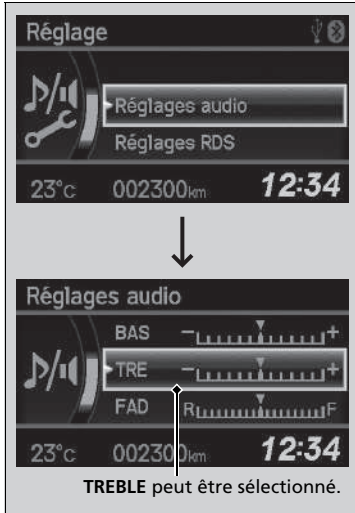 Réglage
Réglages audio
Réglages RDS
23°c 002300km 12:34
Réglages audio
BAS - +
TRE - +
FAD R F
23°c 002300km 12:34
TREBLE peut être sélectionné.